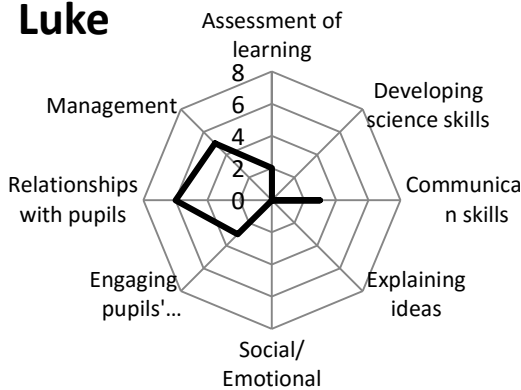 Luke
Assessment of
learning
8
6
4
2
0
Developing
science skills
Communica
n skills
Explaining
ideas
Social/
Emotional
Engaging
pupils'...
Relationships
with pupils
Management